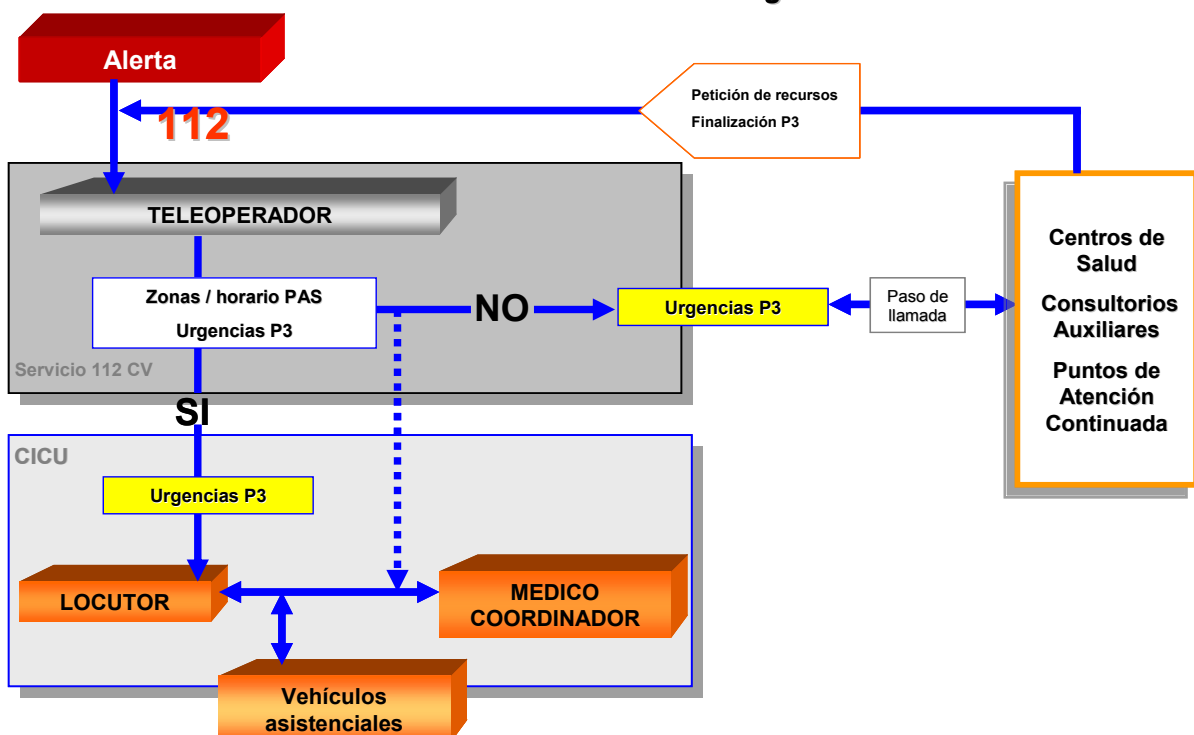 Alerta
112
Petición de recursos
Finalización P3
TELEOPERADOR
Zonas / horario PAS
Urgencias P3
NO
Urgencias P3
Paso de
llamada
Centros de
Salud
Consultorios
Auxiliares
Puntos de
Atención
Continuada
Servicio 112 CV
SI
CICU
Urgencias P3
LOCUTOR
MEDICO
COORDINADOR
Vehículos
asistenciales